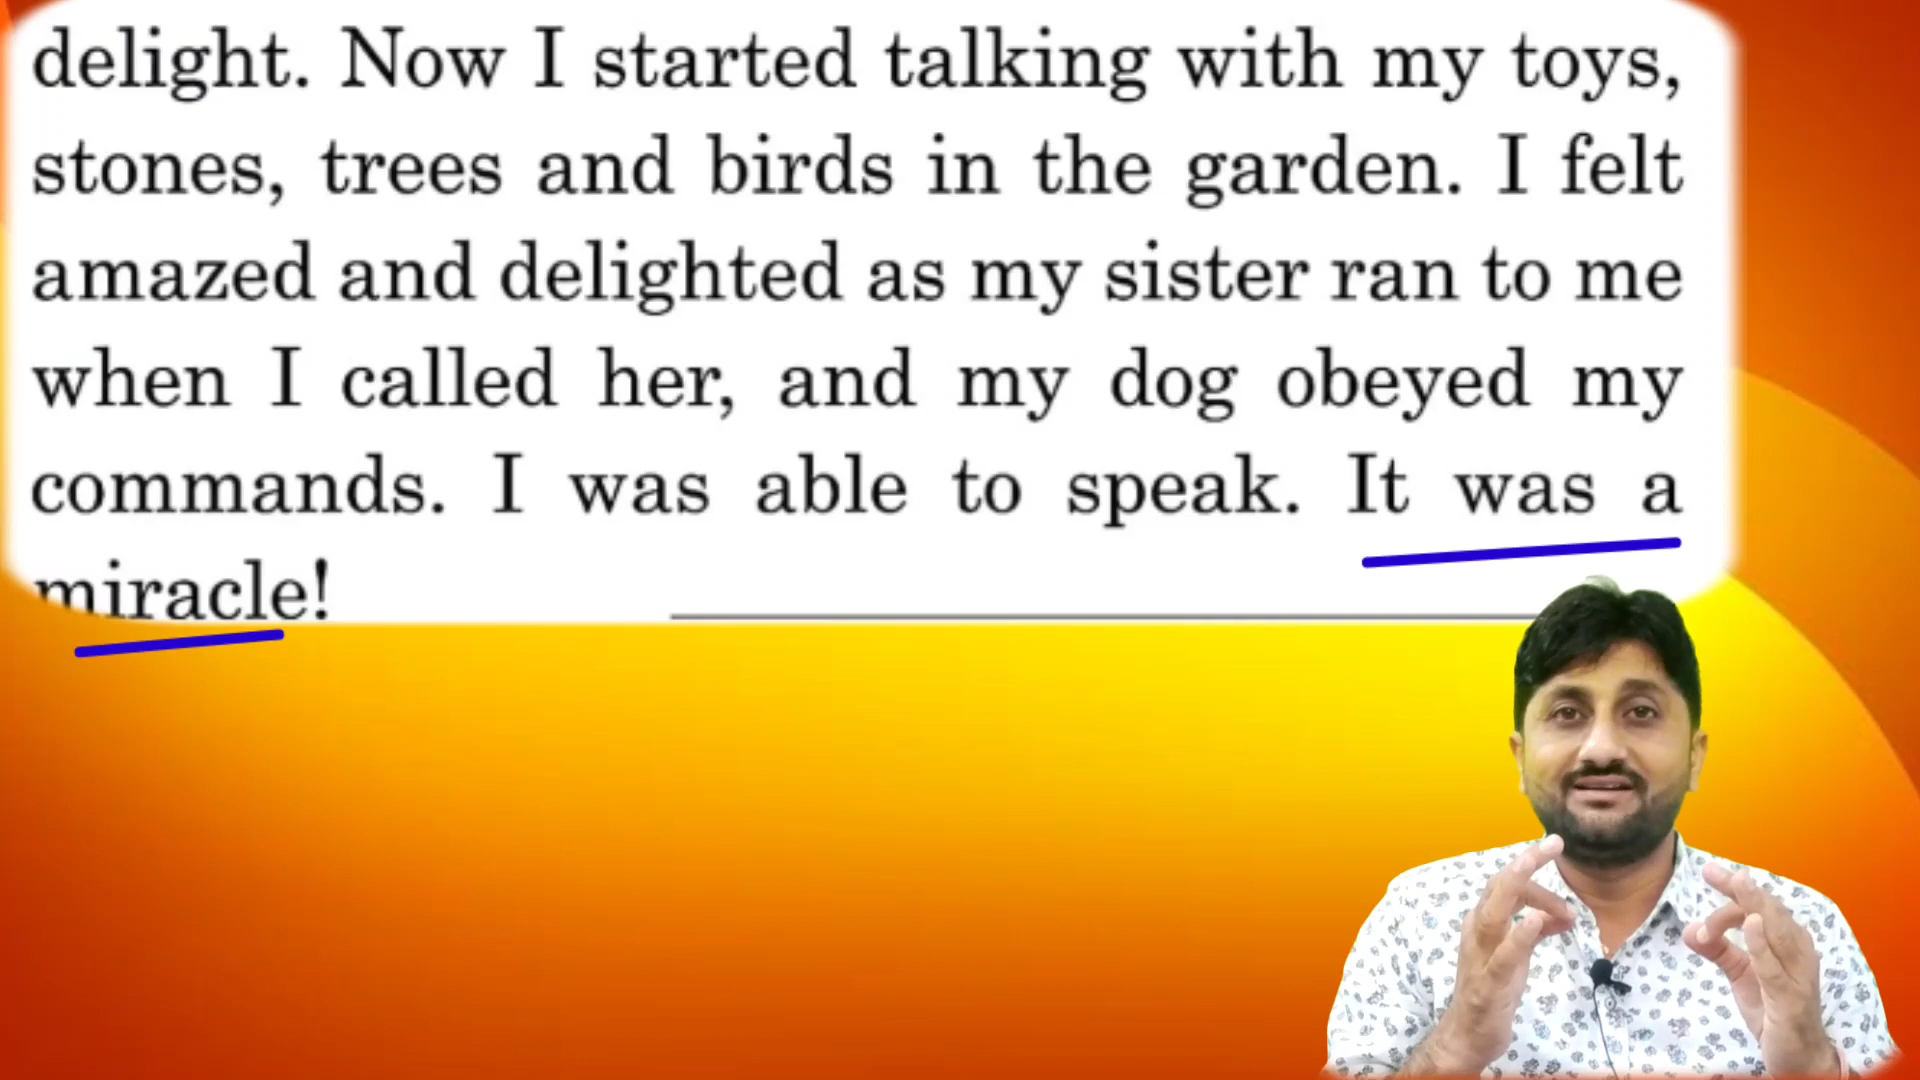 delight. Now I started talking with my toys,
stones, trees and birds in the garden. I felt
amazed and delighted as my sister ran to me
when I called her, and my dog obeyed my
commands. I was able to speak. It was a
miracle!